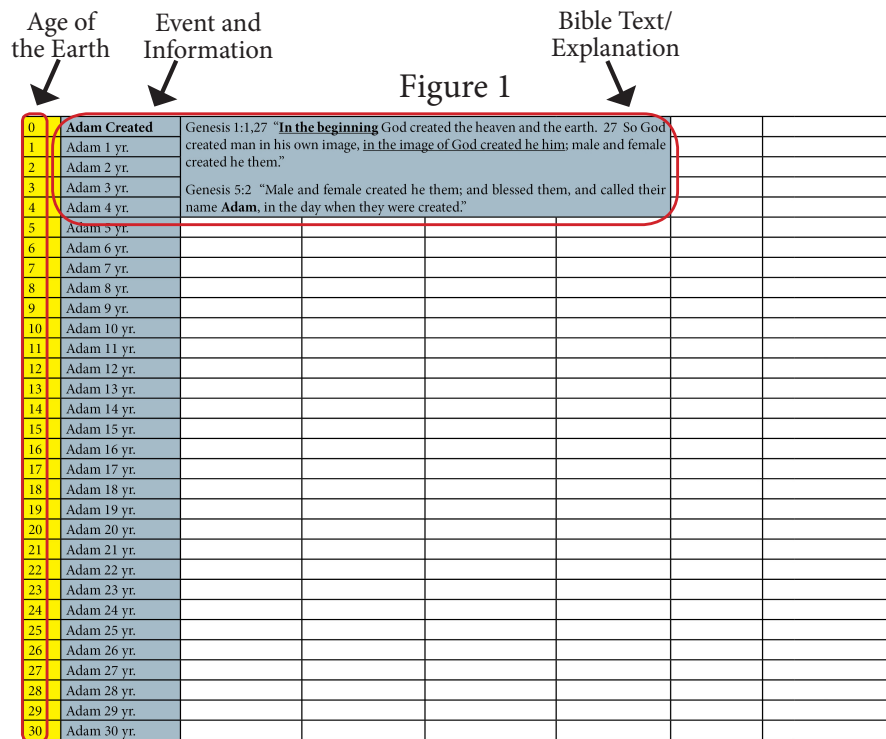 Age of
the Earth
Event and
Information
Bible Text/
Explanation
Figure 1
0 Adam Created
Genesis 1:1,27 “In the beginning God created the heaven and the earth. 27 So God
created man in his own image, in the image of God created he him; male and female
created he them.”
Genesis 5:2 “Male and female created he them; and blessed them, and called their
name Adam, in the day when they were created.”
1 Adam 1 yr.
2 Adam 2 yr.
3 Adam 3 yr.
4 Adam 4 yr.
5 Adam 5 yr.
6 Adam 6 yr.
7 Adam 7 yr.
8 Adam 8 yr.
9 Adam 9 yr.
10 Adam 10 yr.
11 Adam 11 yr.
12 Adam 12 yr.
13 Adam 13 yr.
14 Adam 14 yr.
15 Adam 15 yr.
16 Adam 16 yr.
17 Adam 17 yr.
18 Adam 18 yr.
19 Adam 19 yr.
20 Adam 20 yr.
21 Adam 21 yr.
22 Adam 22 yr.
23 Adam 23 yr.
24 Adam 24 yr.
25 Adam 25 yr.
26 Adam 26 yr.
27 Adam 27 yr.
28 Adam 28 yr.
29 Adam 29 yr.
30 Adam 30 yr.